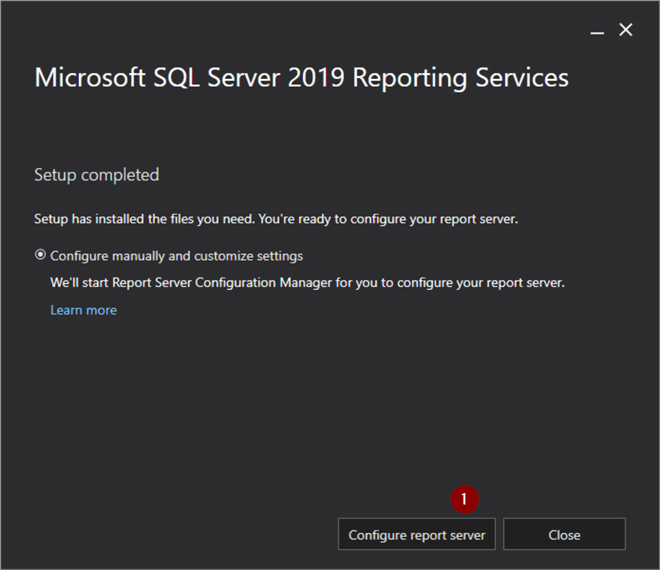 Microsoft SQL Server 2019 Reporting Services
Setup completed
Setup has installed the files you need. You're ready to configure your report server.
Configure manually and customize settings
We'll start Report Server Configuration Manager for you to configure your report server.
Learn more
1
Configure report server
Close